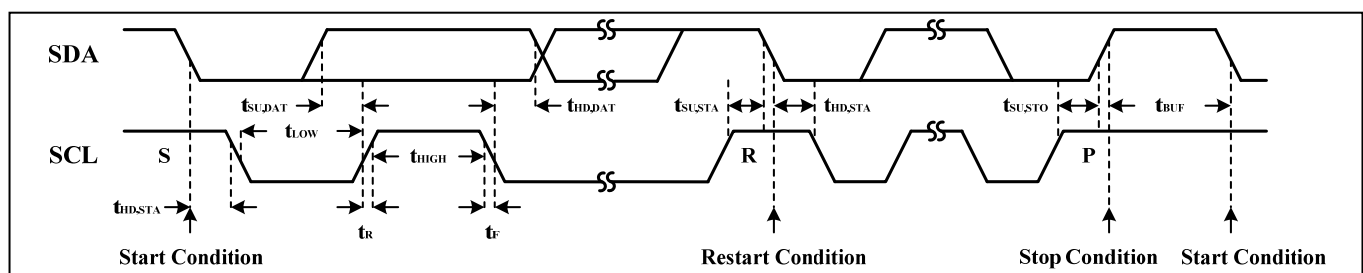 SDA
tSU,DAT tHD,DAT tSU,STA tHD,STA tSU,STO tBUF
tLOW
SCL S tHIGH R P
tHD,STA
tR tF
Start Condition Restart Condition Stop Condition Start Condition